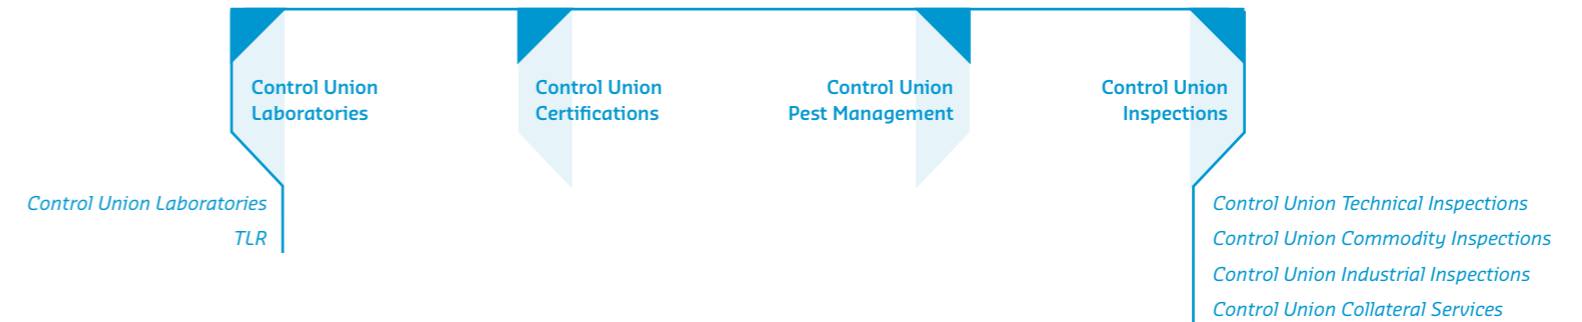 Control Union
Laboratories
Control Union
Certifications
Control Union
Pest Management
Control Union
Inspections
Control Union Laboratories
TLR
Control Union Technical Inspections
Control Union Commodity Inspections
Control Union Industrial Inspections
Control Union Collateral Services